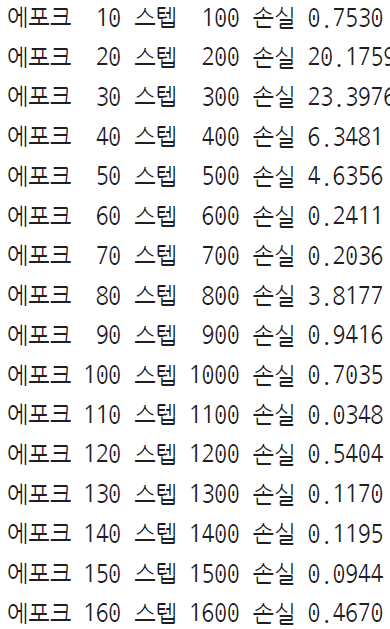 에포크  10 스텝  100 손실 0.7530
에포크  20 스텝  200 손실 20.1759
에포크  30 스텝  300 손실 23.3976
에포크  40 스텝  400 손실 6.3481
에포크  50 스텝  500 손실 4.6356
에포크  60 스텝  600 손실 0.2411
에포크  70 스텝  700 손실 0.2036
에포크  80 스텝  800 손실 3.8177
에포크  90 스텝  900 손실 0.9416
에포크 100 스텝 1000 손실 0.7035
에포크 110 스텝 1100 손실 0.0348
에포크 120 스텝 1200 손실 0.5404
에포크 130 스텝 1300 손실 0.1170
에포크 140 스텝 1400 손실 0.1195
에포크 150 스텝 1500 손실 0.0944
에포크 160 스텝 1600 손실 0.4670